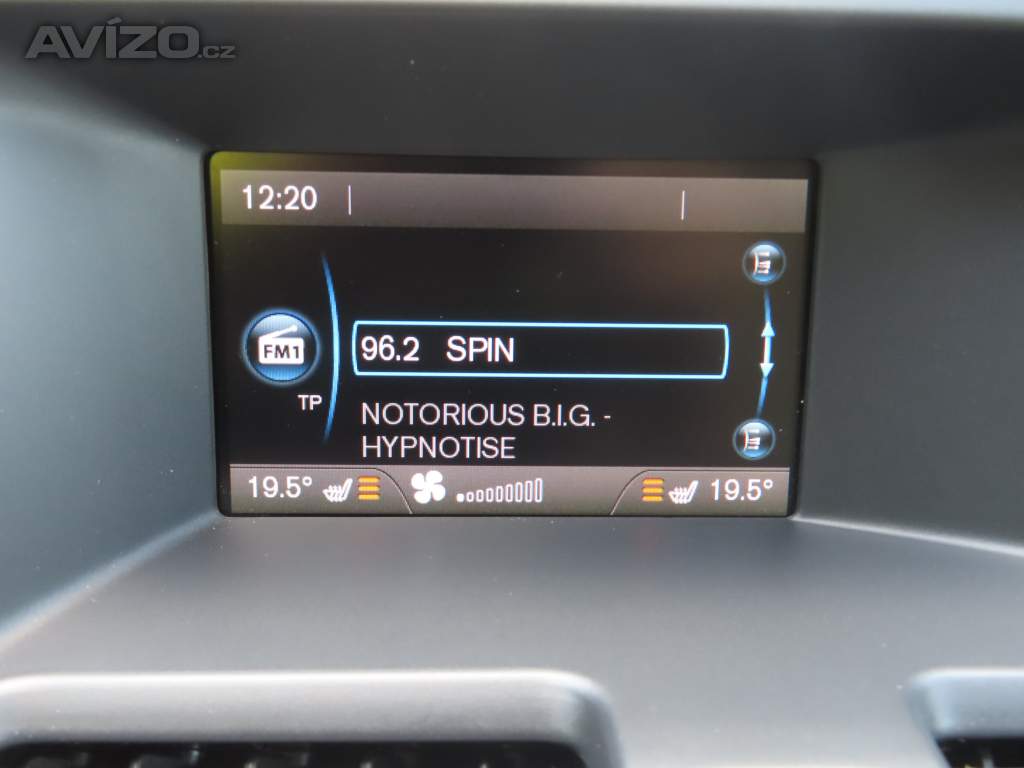 AVÍZO.cz
12:20
FM1
96.2 SPIN
TP
NOTORIOUS B.I.G. -
HYPNOTISE
19.5° 19.5°